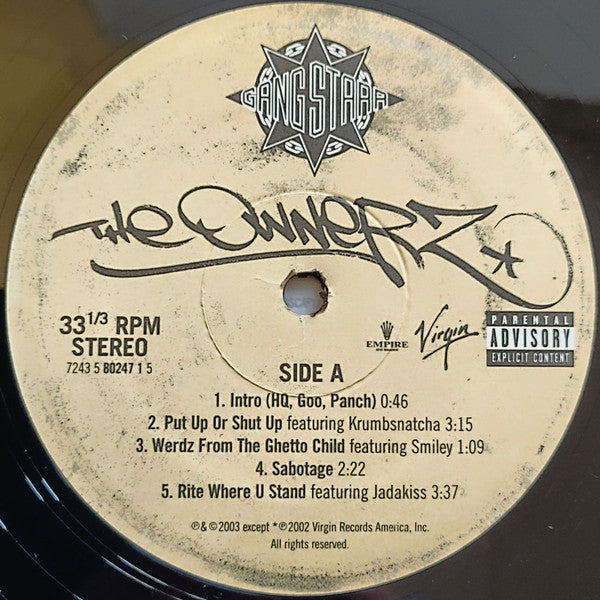 GANG STARR
THE OWNERZ
33 1/3 RPM
STEREO
7243 5 80247 1 5
EMPIRE
Virgin
PARENTAL
ADVISORY
EXPLICIT CONTENT
SIDE A
1. Intro (HQ, Goo, Panch) 0:46
2. Put Up Or Shut Up featuring Krumbsnatcha 3:15
3. Werdz From The Ghetto Child featuring Smiley 1:09
4. Sabotage 2:22
5. Rite Where U Stand featuring Jadakiss 3:37*
℗ & © 2003 except *℗ 2002 Virgin Records America, Inc.
All rights reserved.